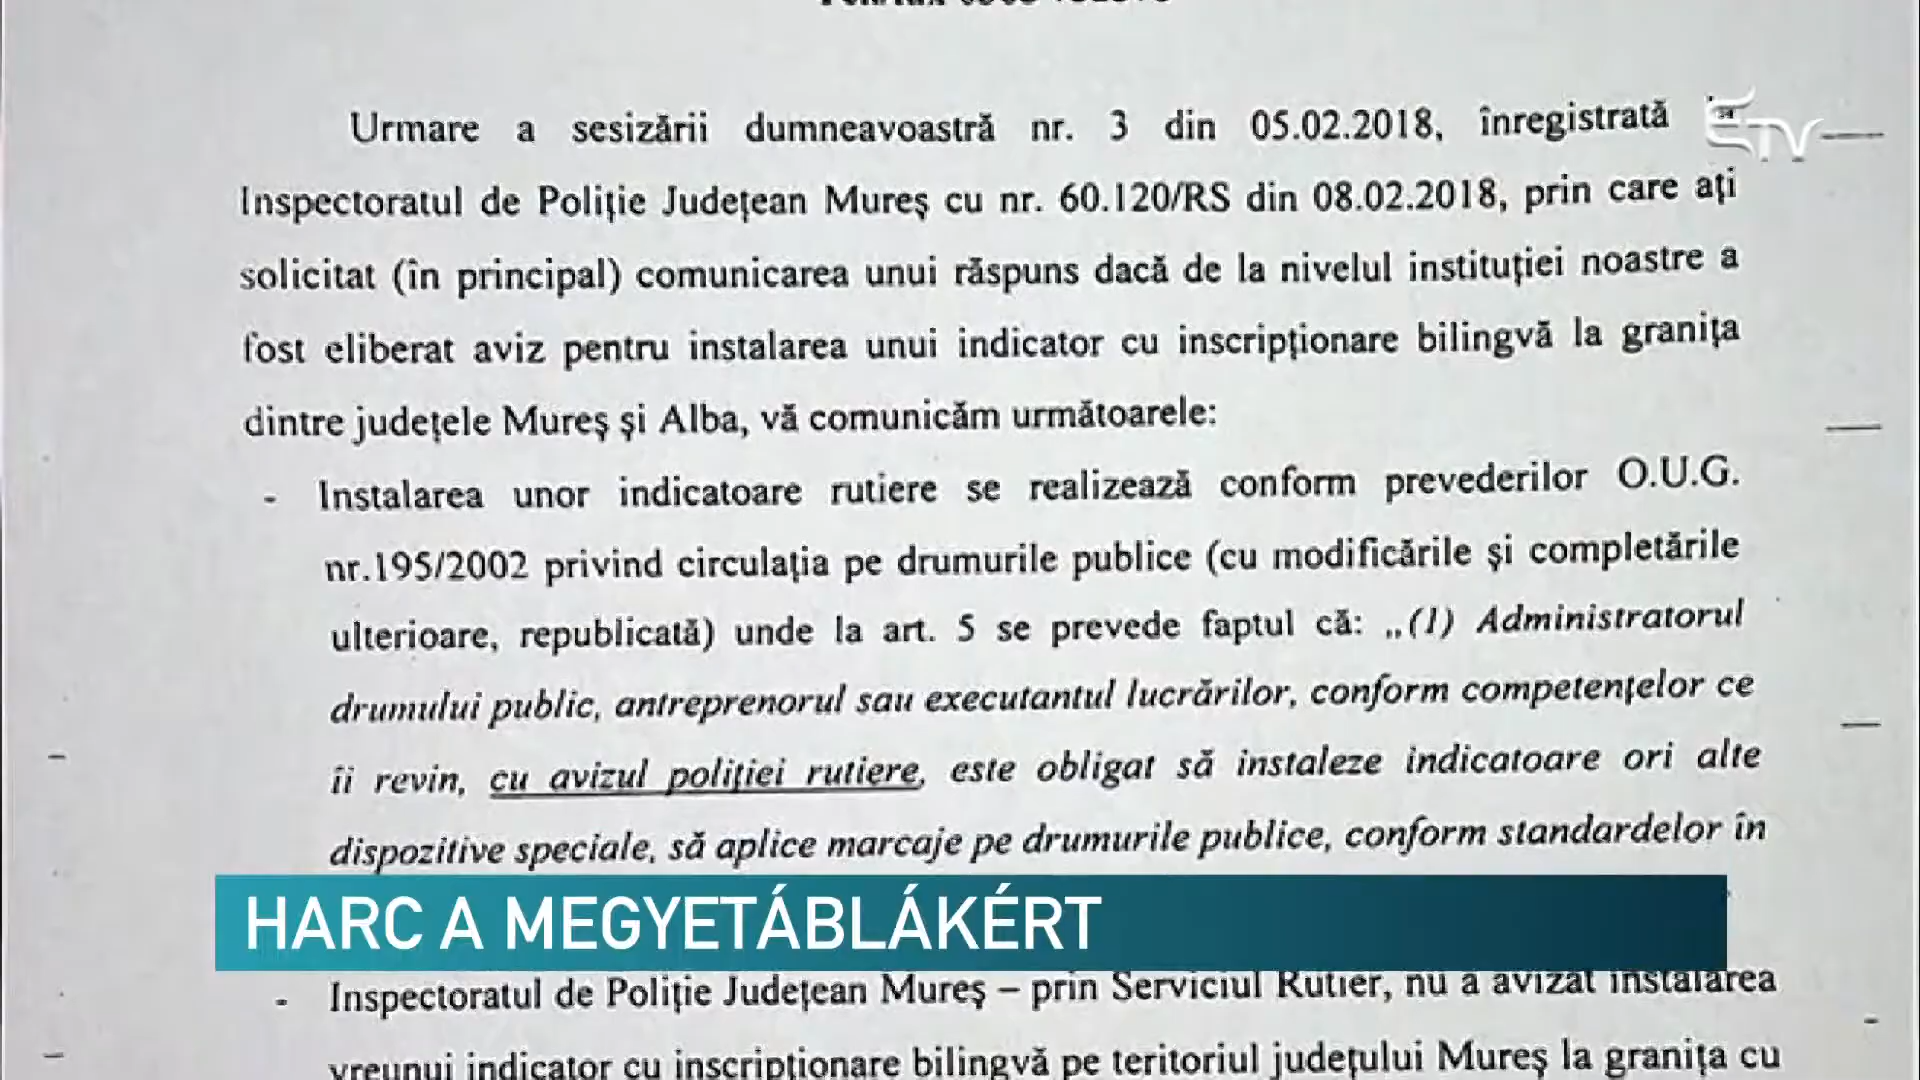 Urmare a sesizării dumneavoastră nr. 3 din 05.02.2018, înregistrată la
ETV
Inspectoratul de Poliţie Judeţean Mureş cu nr. 60.120/RS din 08.02.2018, prin care aţi
solicitat (în principal) comunicarea unui răspuns dacă de la nivelul instituţiei noastre a
fost eliberat aviz pentru instalarea unui indicator cu inscripţionare bilingvă la graniţa
dintre judeţele Mureş şi Alba, vă comunicăm următoarele:
- Instalarea unor indicatoare rutiere se realizează conform prevederilor O.U.G.
nr.195/2002 privind circulaţia pe drumurile publice (cu modificările şi completările
ulterioare, republicată) unde la art. 5 se prevede faptul că: „(1) Administratorul
drumului public, antreprenorul sau executantul lucrărilor, conform competenţelor ce
îi revin, cu avizul poliţiei rutiere, este obligat să instaleze indicatoare ori alte
dispozitive speciale, să aplice marcaje pe drumurile publice, conform standardelor în
HARC A MEGYETÁBLÁKÉRT
- Inspectoratul de Poliţie Judeţean Mureş – prin Serviciul Rutier, nu a avizat instalarea
vreunui indicator cu inscripţionare bilingvă pe teritoriul judeţului Mureş la graniţa cu